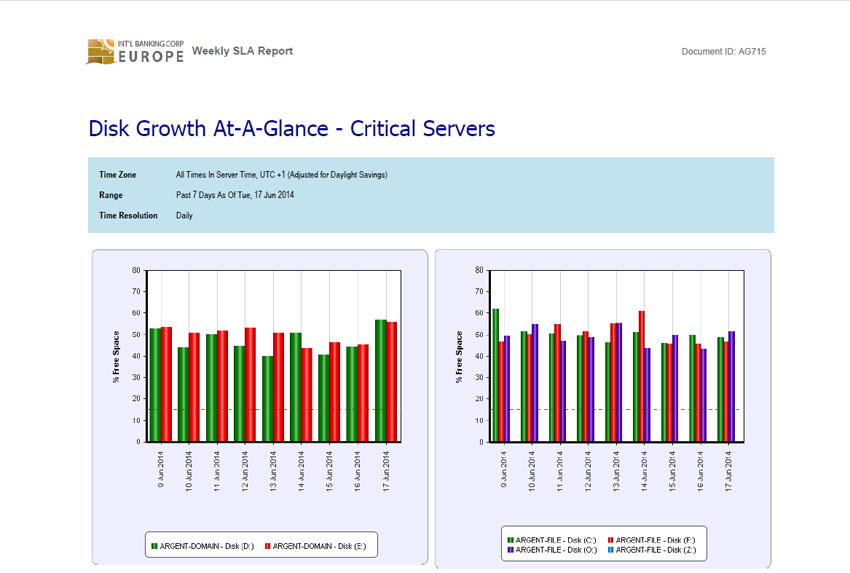 INT'L BANKING CORP
EUROPE
Weekly SLA Report
Document ID: AG715
Disk Growth At-A-Glance - Critical Servers
Time Zone All Times In Server Time, UTC +1 (Adjusted for Daylight Savings)
Range Past 7 Days As Of Tue, 17 Jun 2014
Time Resolution Daily
% Free Space
80
70
60
50
40
30
20
10
0
9 Jun 2014
10 Jun 2014
11 Jun 2014
12 Jun 2014
13 Jun 2014
14 Jun 2014
15 Jun 2014
16 Jun 2014
17 Jun 2014
ARGENT-DOMAIN - Disk (D:) ARGENT-DOMAIN - Disk (E:)
% Free Space
80
70
60
50
40
30
20
10
0
9 Jun 2014
10 Jun 2014
11 Jun 2014
12 Jun 2014
13 Jun 2014
14 Jun 2014
15 Jun 2014
16 Jun 2014
17 Jun 2014
ARGENT-FILE - Disk (C:) ARGENT-FILE - Disk (F:)
ARGENT-FILE - Disk (O:) ARGENT-FILE - Disk (Z:)